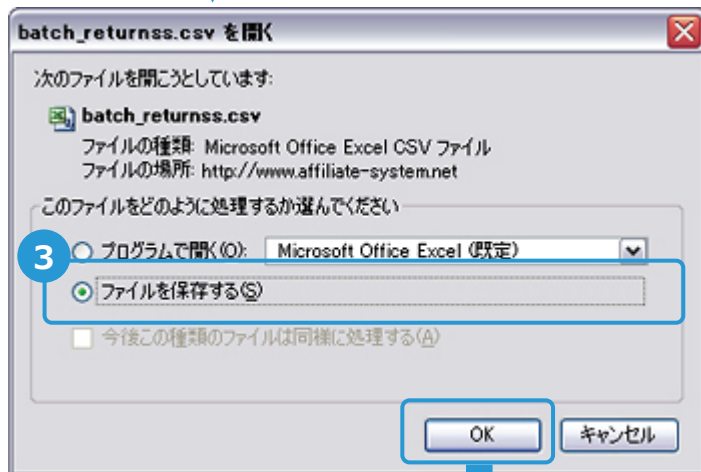 batch_returnss.csv を開く
次のファイルを開こうとしています:
batch_returnss.csv
ファイルの種類: Microsoft Office Excel CSV ファイル
ファイルの場所: http://www.affiliate-system.net
このファイルをどのように処理するか選んでください
3
プログラムで開く(O): Microsoft Office Excel (既定)
ファイルを保存する(S)
今後この種類のファイルは同様に処理する(A)
OK キャンセル